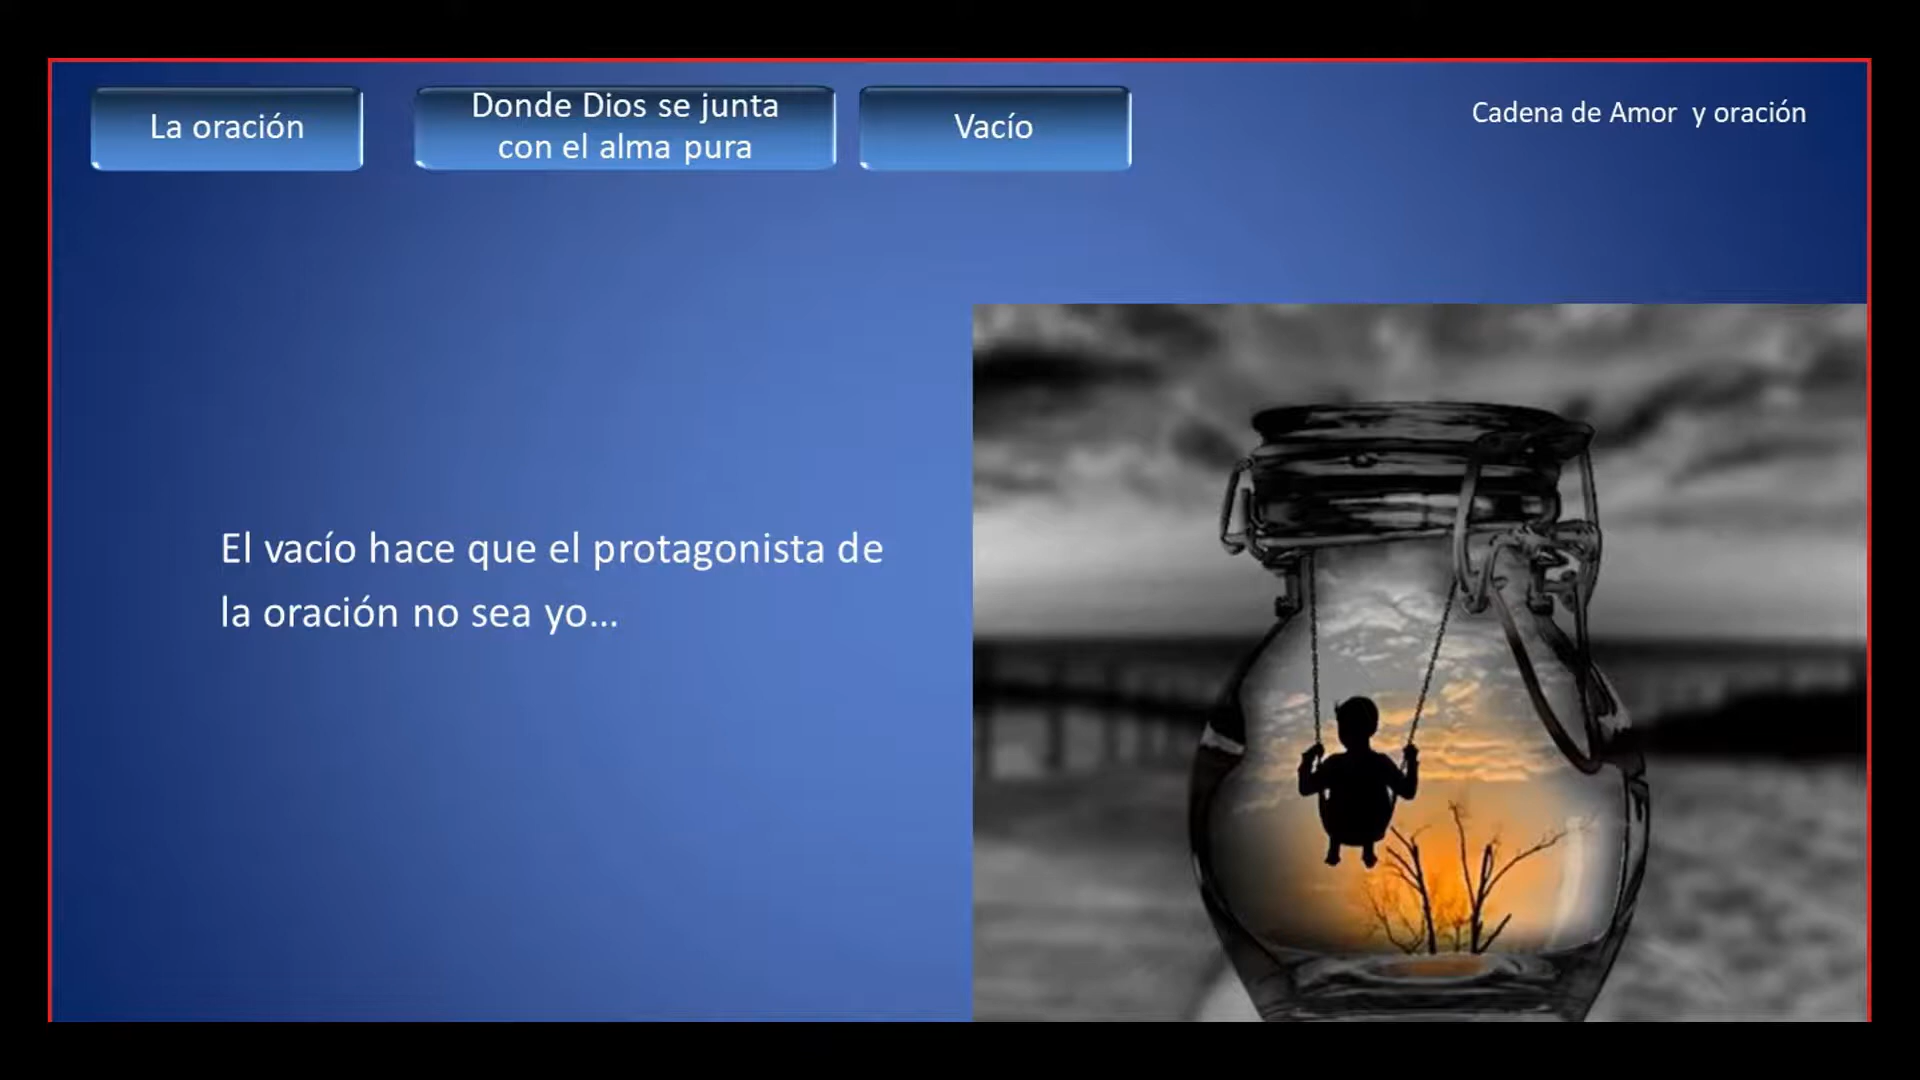 La oración
Donde Dios se junta
con el alma pura
Vacío
Cadena de Amor y oración
El vacío hace que el protagonista de
la oración no sea yo...